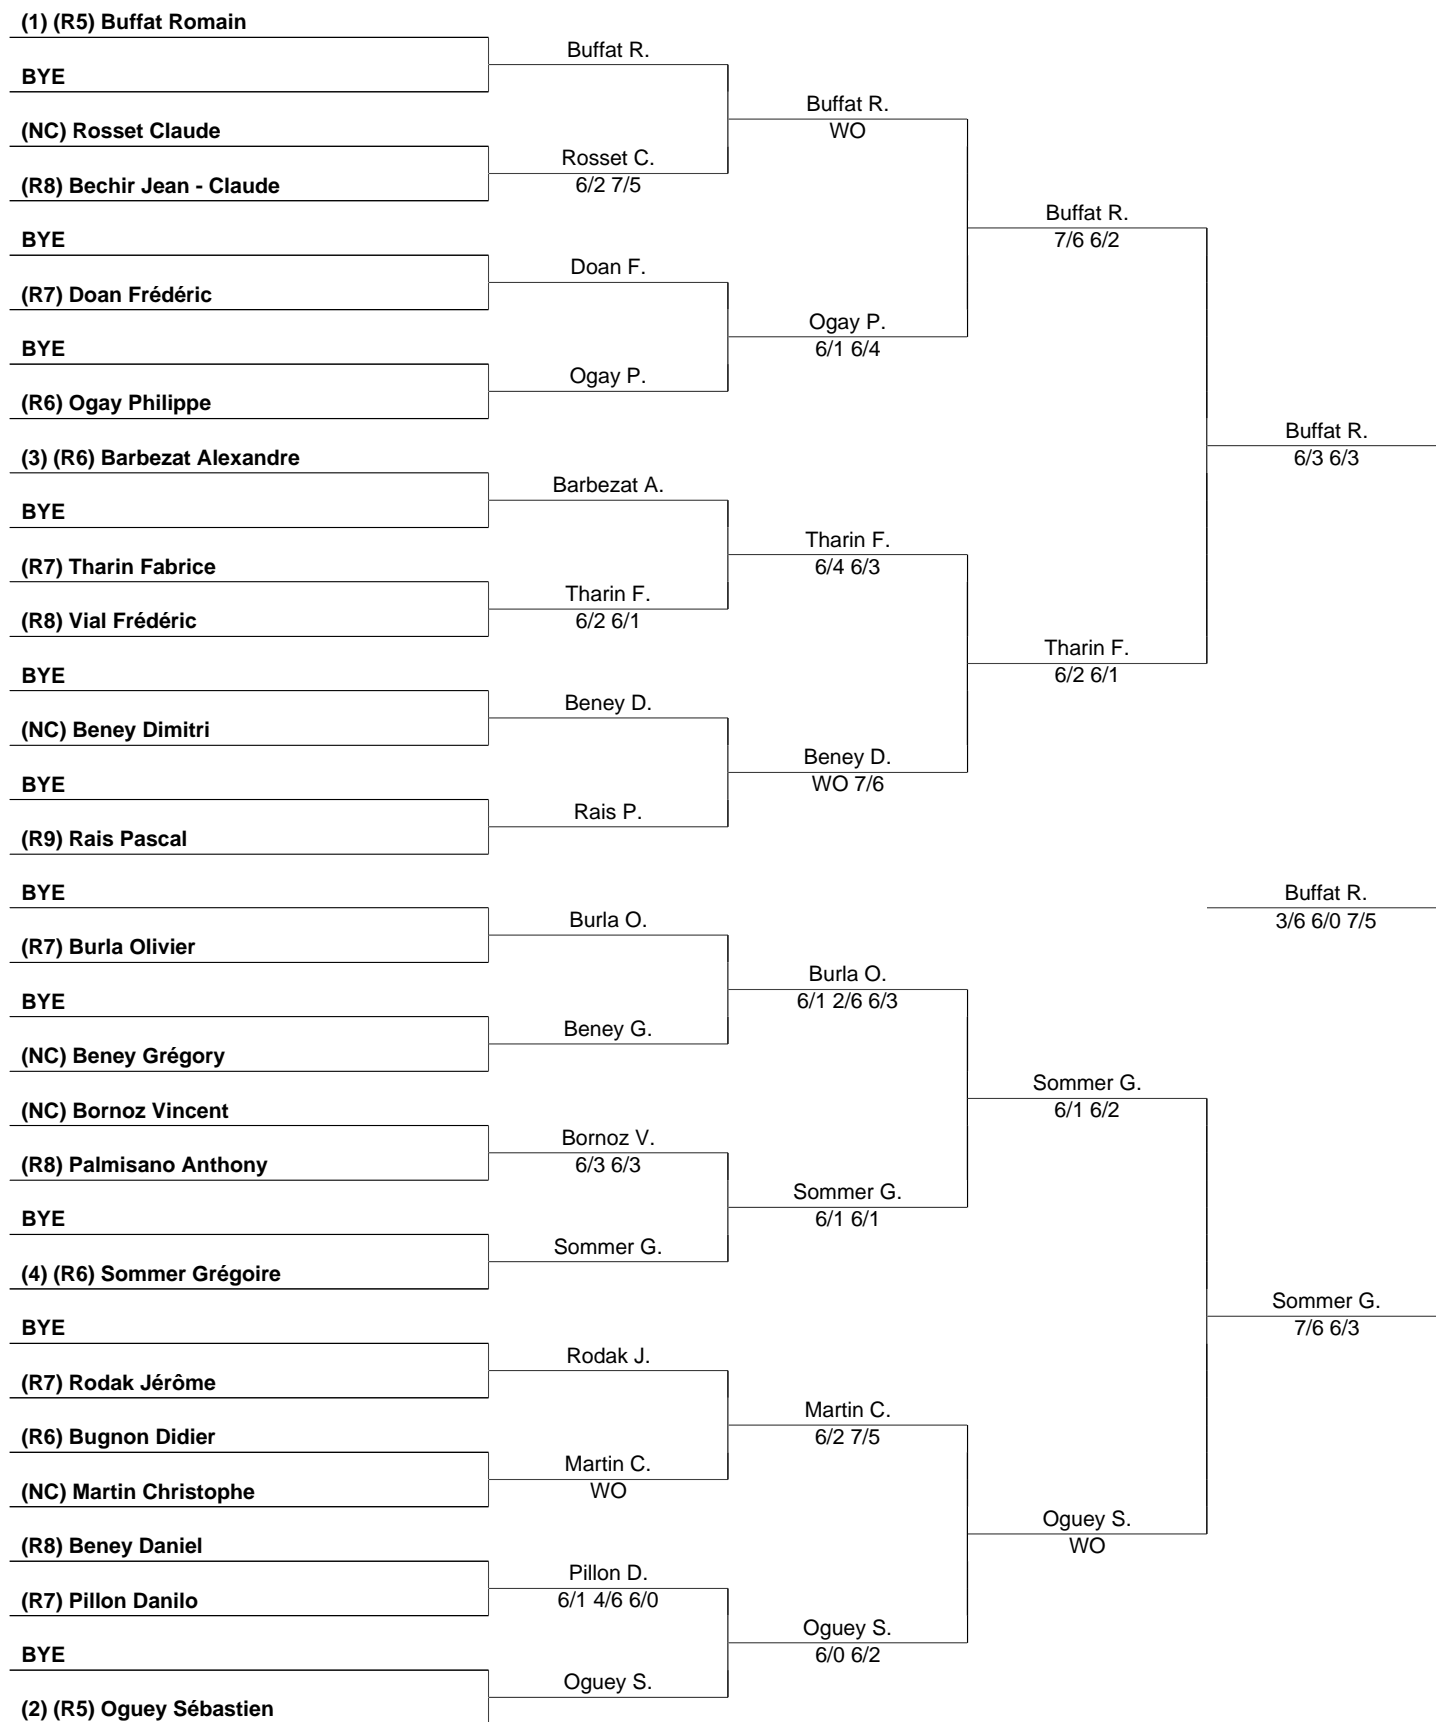 (1) (R5) Buffat Romain
BYE
(NC) Rosset Claude
(R8) Bechir Jean - Claude
BYE
(R7) Doan Frédéric
BYE
(R6) Ogay Philippe
(3) (R6) Barbezat Alexandre
BYE
(R7) Tharin Fabrice
(R8) Vial Frédéric
BYE
(NC) Beney Dimitri
BYE
(R9) Rais Pascal
BYE
(R7) Burla Olivier
BYE
(NC) Beney Grégory
(NC) Bornoz Vincent
(R8) Palmisano Anthony
BYE
(4) (R6) Sommer Grégoire
BYE
(R7) Rodak Jérôme
(R6) Bugnon Didier
(NC) Martin Christophe
(R8) Beney Daniel
(R7) Pillon Danilo
BYE
(2) (R5) Oguey Sébastien
Buffat R.
Rosset C.
6/2 7/5
Doan F.
Ogay P.
Barbezat A.
Tharin F.
6/2 6/1
Beney D.
Rais P.
Burla O.
Beney G.
Bornoz V.
6/3 6/3
Sommer G.
Rodak J.
Martin C.
WO
Pillon D.
6/1 4/6 6/0
Oguey S.
Buffat R.
WO
Ogay P.
6/1 6/4
Tharin F.
6/4 6/3
Beney D.
WO 7/6
Burla O.
6/1 2/6 6/3
Sommer G.
6/1 6/1
Martin C.
6/2 7/5
Oguey S.
6/0 6/2
Buffat R.
7/6 6/2
Tharin F.
6/2 6/1
Sommer G.
6/1 6/2
Oguey S.
WO
Buffat R.
6/3 6/3
Buffat R.
3/6 6/0 7/5
Sommer G.
7/6 6/3